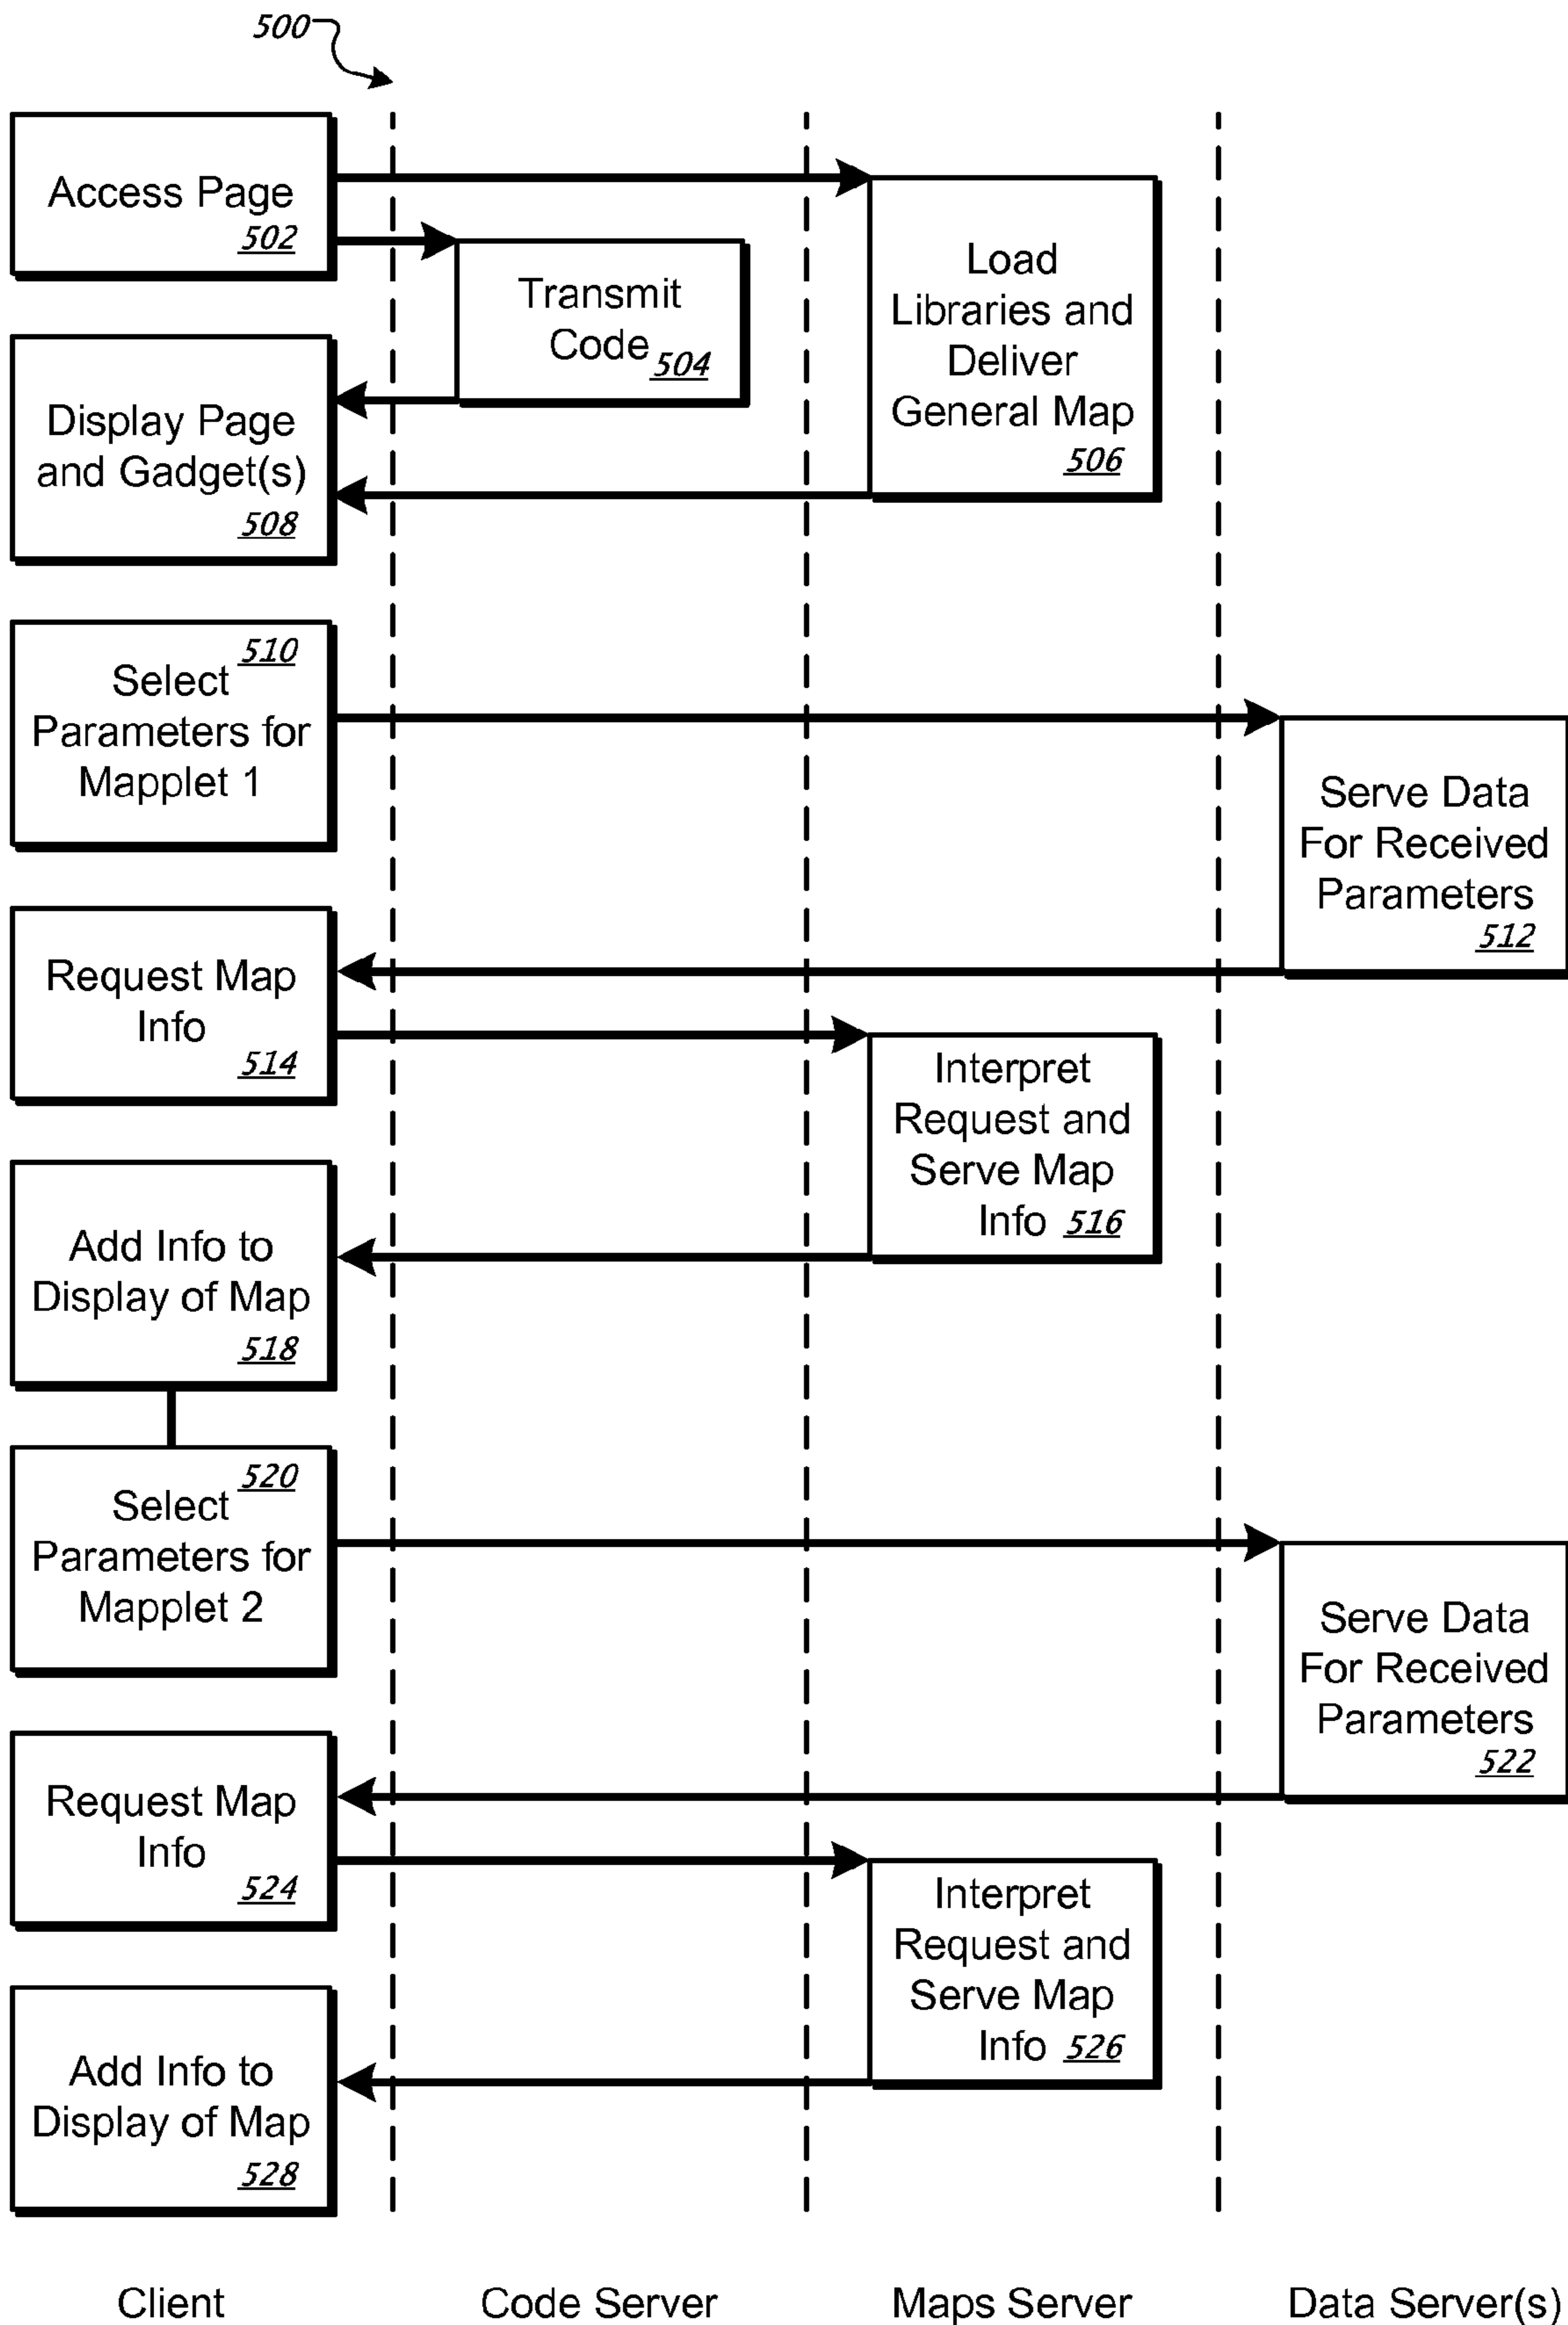 500
Access Page
502
Transmit
Code 504
Load
Libraries and
Deliver
General Map
506
Display Page
and Gadget(s)
508
510
Select
Parameters for
Mapplet 1
Serve Data
For Received
Parameters
512
Request Map
Info
514
Interpret
Request and
Serve Map
Info 516
Add Info to
Display of Map
518
520
Select
Parameters for
Mapplet 2
Serve Data
For Received
Parameters
522
Request Map
Info
524
Interpret
Request and
Serve Map
Info 526
Add Info to
Display of Map
528
Client
Code Server
Maps Server
Data Server(s)